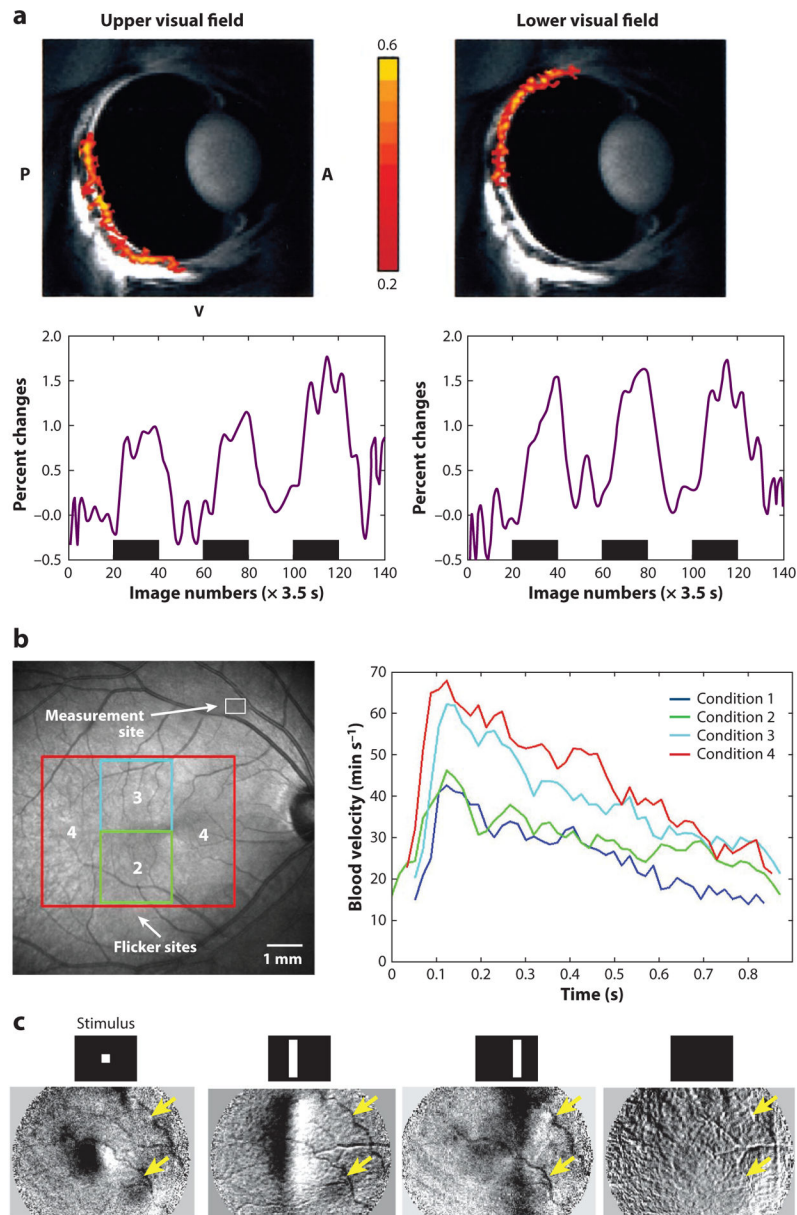 a
Upper visual field
Lower visual field
0.6
P
A
0.2
V
2.0
1.5
1.0
0.5
–0.0
–0.5
Percent changes
0 20 40 60 80 100 120 140
Image numbers (× 3.5 s)
2.0
1.5
1.0
0.5
–0.0
–0.5
Percent changes
0 20 40 60 80 100 120 140
Image numbers (× 3.5 s)
b
Measurement
site
3
4
4
2
Flicker sites
1 mm
70
60
50
40
30
20
10
0
Blood velocity (min s⁻¹)
Condition 1
Condition 2
Condition 3
Condition 4
0 0.1 0.2 0.3 0.4 0.5 0.6 0.7 0.8
Time (s)
c
Stimulus